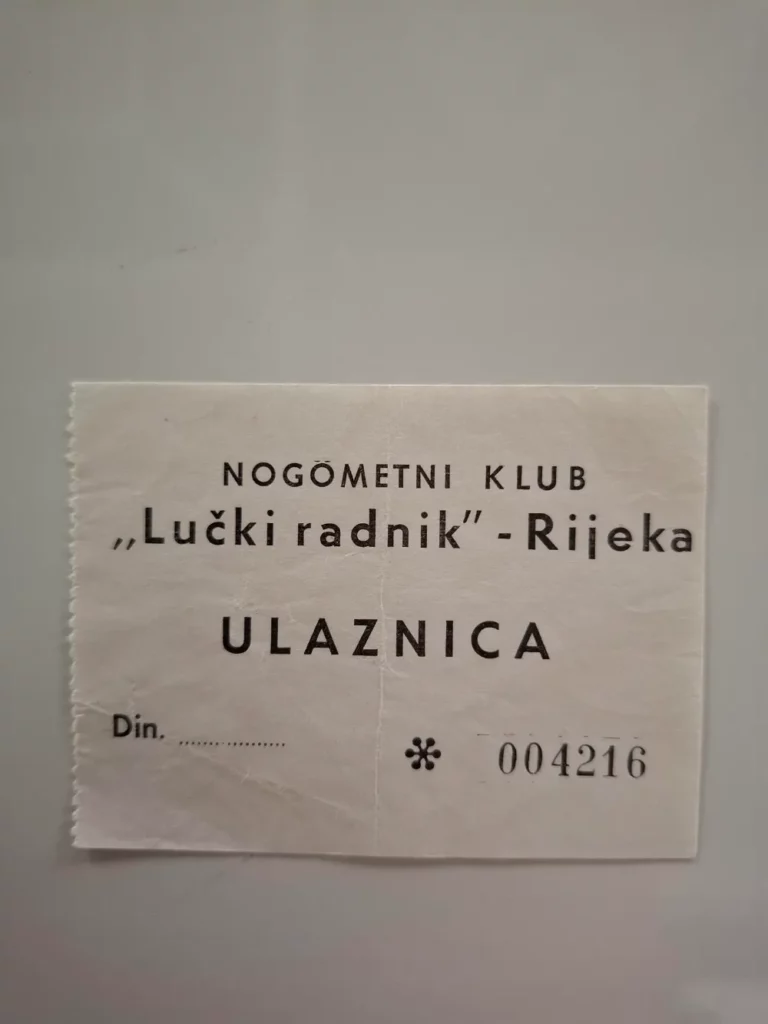 NOGOMETNI KLUB
„Lučki radnik" - Rijeka
ULAZNICA
Din. ..................
* 004216